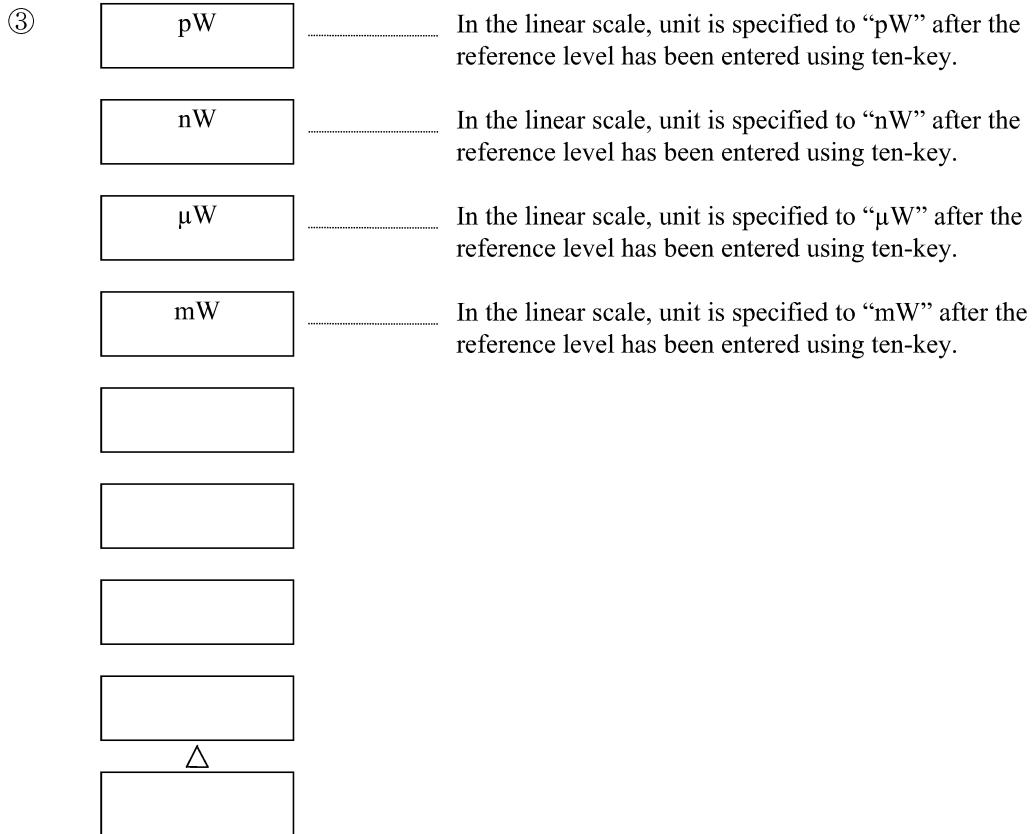 ③
pW
In the linear scale, unit is specified to “pW” after the
reference level has been entered using ten-key.
nW
In the linear scale, unit is specified to “nW” after the
reference level has been entered using ten-key.
µW
In the linear scale, unit is specified to “µW” after the
reference level has been entered using ten-key.
mW
In the linear scale, unit is specified to “mW” after the
reference level has been entered using ten-key.